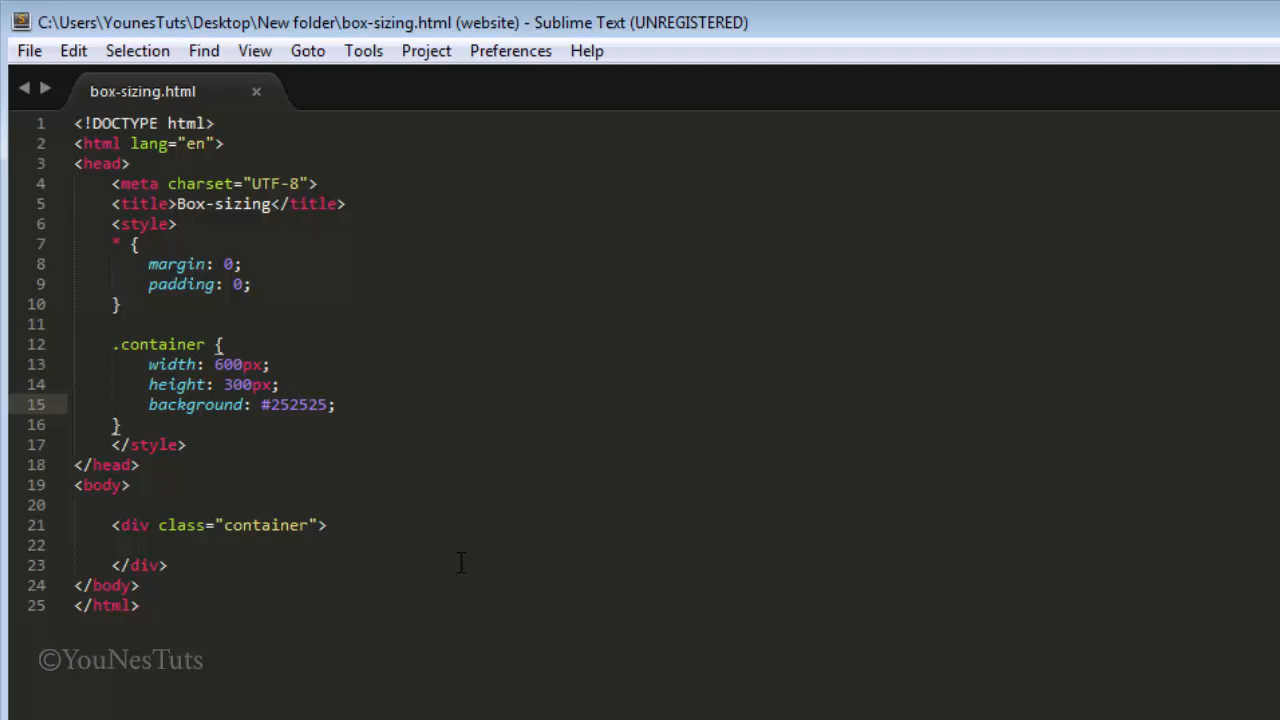 C:\Users\YounesTuts\Desktop\New folder\box-sizing.html (website) - Sublime Text (UNREGISTERED)
File Edit Selection Find View Goto Tools Project Preferences Help
box-sizing.html ×
1 <!DOCTYPE html>
2 <html lang="en">
3 <head>
4 <meta charset="UTF-8">
5 <title>Box-sizing</title>
6 <style>
7 * {
8 margin: 0;
9 padding: 0;
10 }
11
12 .container {
13 width: 600px;
14 height: 300px;
15 background: #252525;
16 }
17 </style>
18 </head>
19 <body>
20
21 <div class="container">
22
23 </div>
24 </body>
25 </html>
©YouNesTuts